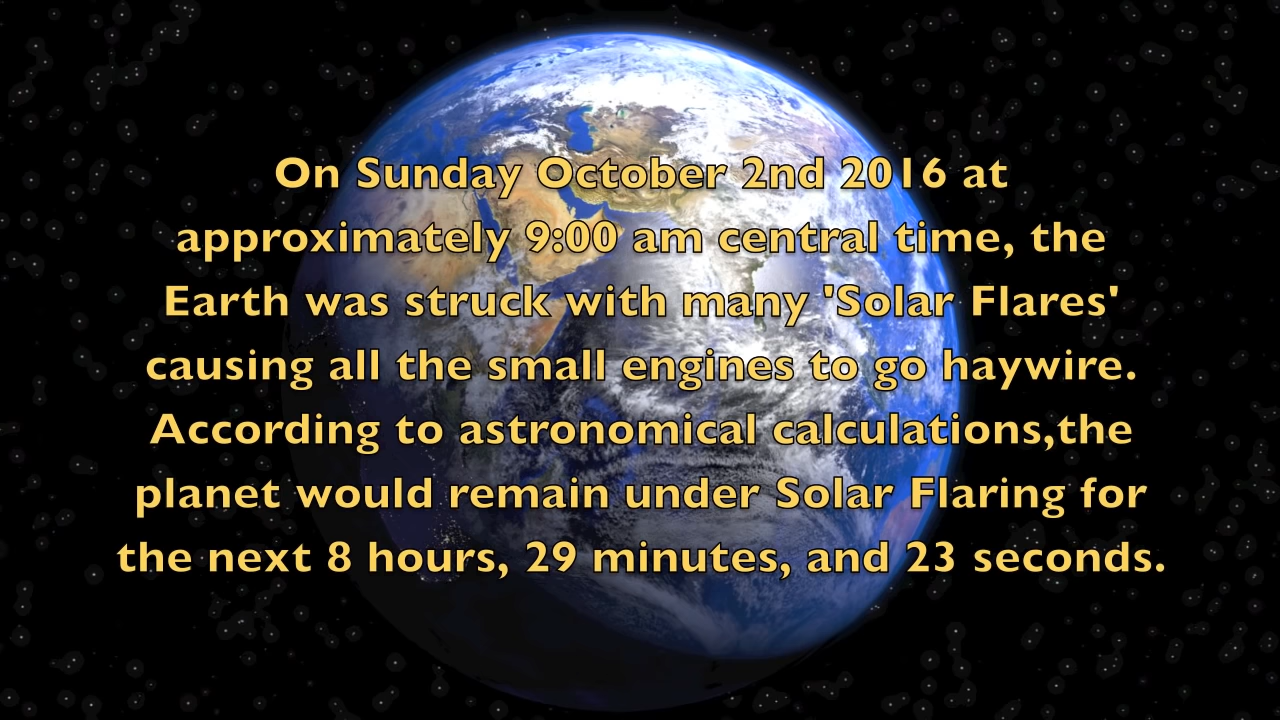 On Sunday October 2nd 2016 at
approximately 9:00 am central time, the
Earth was struck with many 'Solar Flares'
causing all the small engines to go haywire.
According to astronomical calculations,the
planet would remain under Solar Flaring for
the next 8 hours, 29 minutes, and 23 seconds.